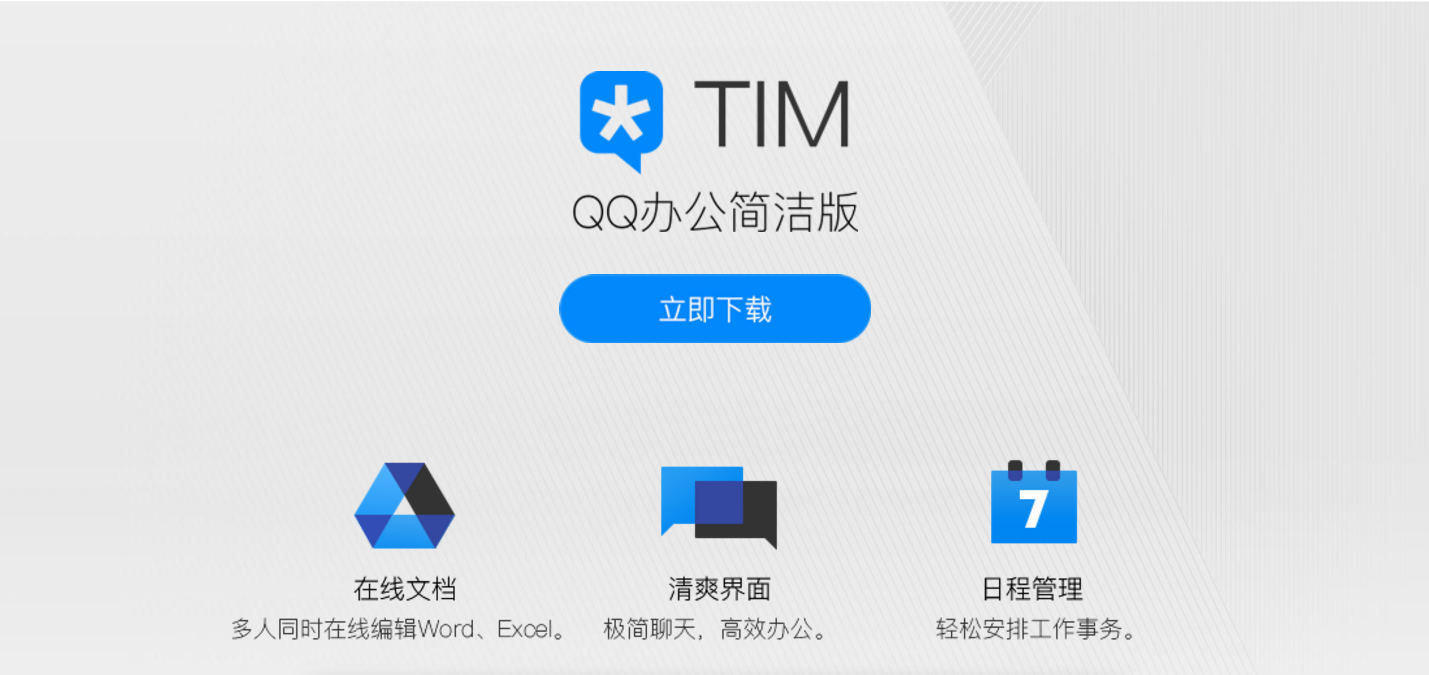 TIM
QQ办公简洁版
立即下载
7
在线文档
清爽界面
日程管理
多人同时在线编辑Word、Excel。
极简聊天，高效办公。
轻松安排工作事务。